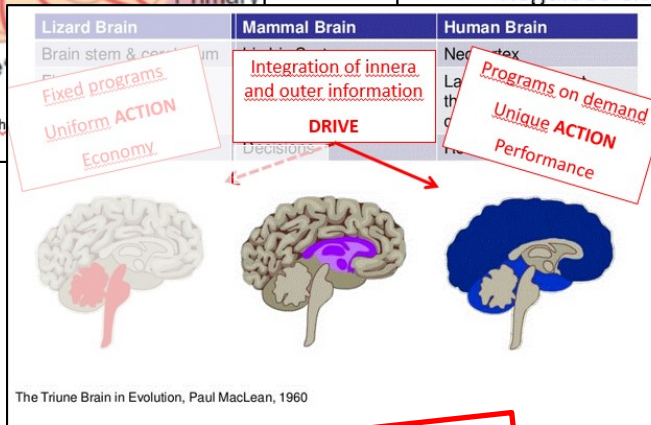 Lizard Brain
Mammal Brain
Human Brain
Brain stem &
Fixed programs
Uniform ACTION
Economy
Integration of innera
and outer information
DRIVE
Decisions
Programs on demand
Unique ACTION
Performance
The Triune Brain in Evolution, Paul MacLean, 1960